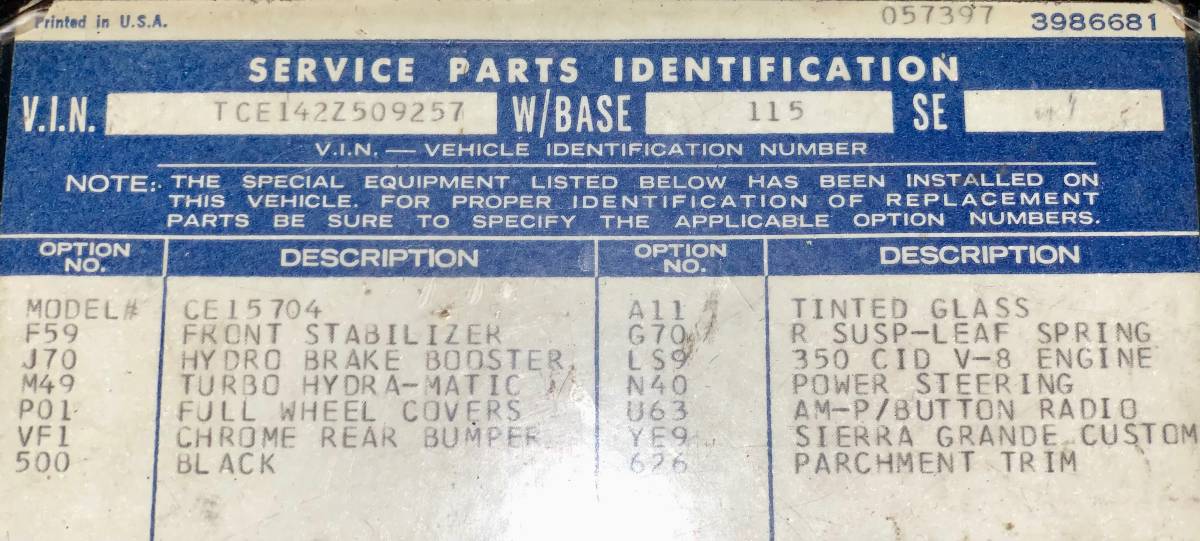 Printed in U.S.A. 057397 3986681
SERVICE PARTS IDENTIFICATION
V.I.N. TCE142Z509257 W/BASE 115 SE
V.I.N. — VEHICLE IDENTIFICATION NUMBER
NOTE: THE SPECIAL EQUIPMENT LISTED BELOW HAS BEEN INSTALLED ON
THIS VEHICLE. FOR PROPER IDENTIFICATION OF REPLACEMENT
PARTS BE SURE TO SPECIFY THE APPLICABLE OPTION NUMBERS.
OPTION NO. DESCRIPTION OPTION NO. DESCRIPTION
MODEL# CE15704 A11 TINTED GLASS
F59 FRONT STABILIZER G70 R SUSP-LEAF SPRING
J70 HYDRO BRAKE BOOSTER LS9 350 CID V-8 ENGINE
M49 TURBO HYDRA-MATIC N40 POWER STEERING
P01 FULL WHEEL COVERS U63 AM-P/BUTTON RADIO
VF1 CHROME REAR BUMPER YE9 SIERRA GRANDE CUSTOM
500 BLACK 626 PARCHMENT TRIM